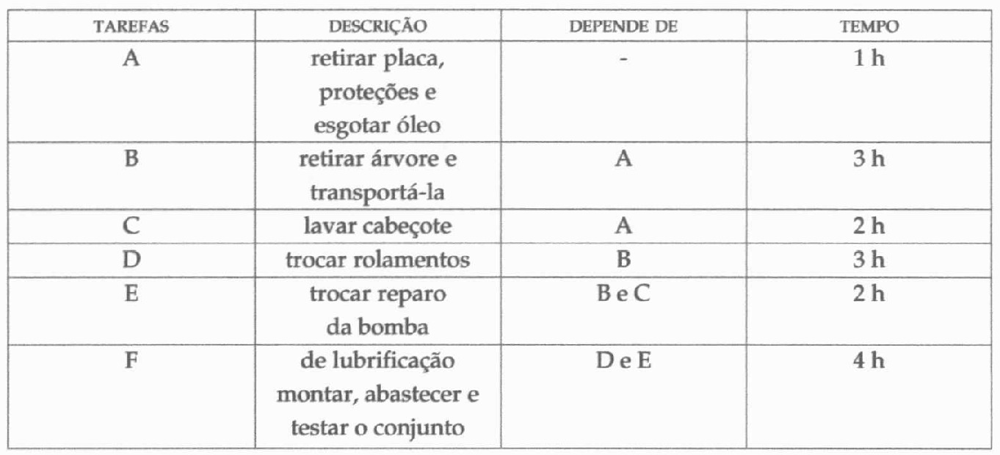 TAREFAS DESCRIÇÃO DEPENDE DE TEMPO
A retirar placa, - 1 h
proteções e
esgotar óleo
B retirar árvore e A 3 h
transportá-la
C lavar cabeçote A 2 h
D trocar rolamentos B 3 h
E trocar reparo B e C 2 h
da bomba
F de lubrificação D e E 4 h
montar, abastecer e
testar o conjunto